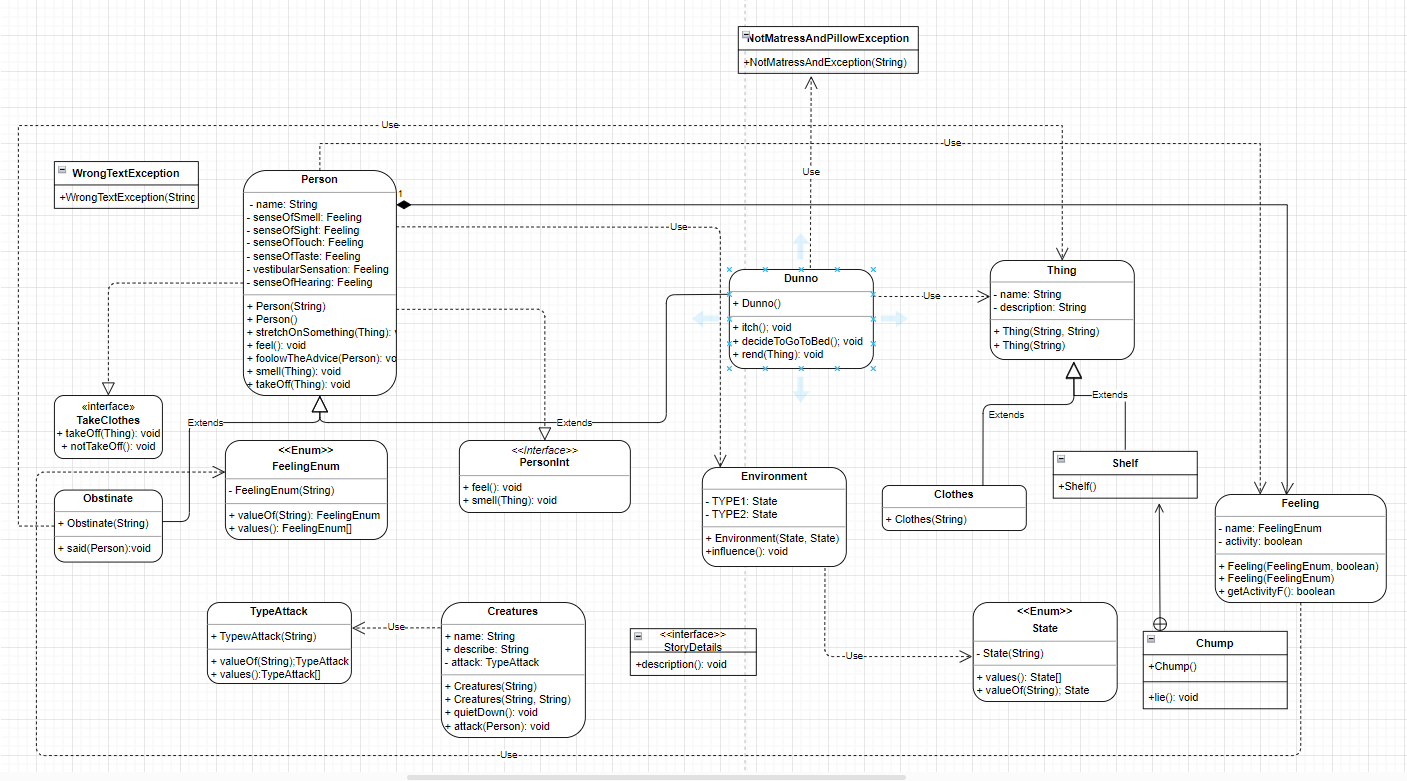 NotMatressAndPillowException
+NotMatressAndException(String)
Use
Use
Use
WrongTextException
+WrongTextException(String
Person
- name: String
- senseOfSmell: Feeling
- senseOfSight: Feeling
- senseOfTouch: Feeling
- senseOfTaste: Feeling
- vestibularSensation: Feeling
- senseOfHearing: Feeling
+ Person(String)
+ Person()
+ stretchOnSomething(Thing):
+ feel(): void
+ foolowTheAdvice(Person): vo
+ smell(Thing): void
+ takeOff(Thing): void
1
Use
Dunno
+ Dunno()
+ itch(); void
+ decideToGoToBed(); void
+ rend(Thing): void
Use
Thing
- name: String
- description: String
+ Thing(String, String)
+ Thing(String)
«interface»
TakeClothes
+ takeOff(Thing): void
+ notTakeOff(): void
Extends
Extends
Extends
Extends
<<Enum>>
FeelingEnum
- FeelingEnum(String)
+ valueOf(String): FeelingEnum
+ values(): FeelingEnum[]
<<Interface>>
PersonInt
+ feel(): void
+ smell(Thing): void
Obstinate
+ Obstinate(String)
+ said(Person):void
Environment
- TYPE1: State
- TYPE2: State
+ Environment(State, State)
+influence(): void
Clothes
+ Clothes(String)
Shelf
+Shelf()
Feeling
- name: FeelingEnum
- activity: boolean
+ Feeling(FeelingEnum, boolean)
+ Feeling(FeelingEnum)
+ getActivityF(): boolean
TypeAttack
+ TypewAttack(String)
+ valueOf(String);TypeAttack
+ values():TypeAttack[]
Use
Creatures
+ name: String
+ describe: String
- attack: TypeAttack
+ Creatures(String)
+ Creatures(String, String)
+ quietDown(): void
+ attack(Person): void
<<interface>>
StoryDetails
+description(): void
Use
<<Enum>>
State
- State(String)
+ values(): State[]
+ valueOf(String); State
Chump
+Chump()
+lie(): void
Use